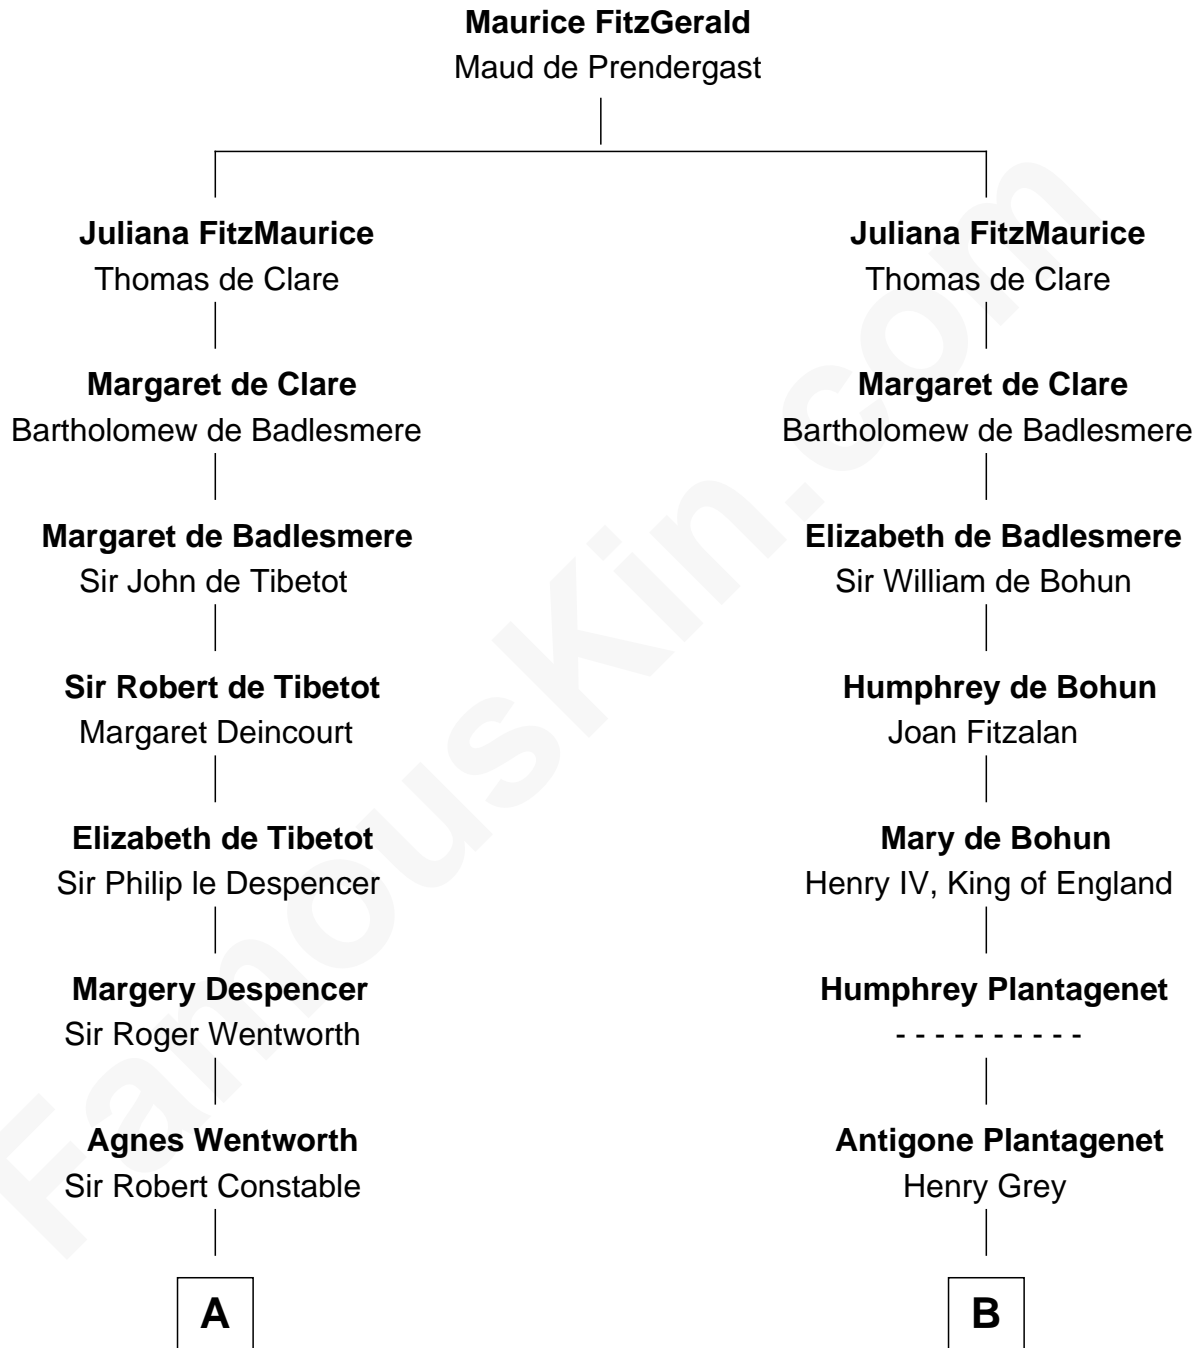 Maurice FitzGerald
Maud de Prendergast
Juliana FitzMaurice
Thomas de Clare
Juliana FitzMaurice
Thomas de Clare
Margaret de Clare
Bartholomew de Badlesmere
Margaret de Clare
Bartholomew de Badlesmere
Margaret de Badlesmere
Sir John de Tibetot
Elizabeth de Badlesmere
Sir William de Bohun
Sir Robert de Tibetot
Margaret Deincourt
Humphrey de Bohun
Joan Fitzalan
Elizabeth de Tibetot
Sir Philip le Despencer
Mary de Bohun
Henry IV, King of England
Margery Despencer
Sir Roger Wentworth
Humphrey Plantagenet
- - - - - - - - - -
Agnes Wentworth
Sir Robert Constable
Antigone Plantagenet
Henry Grey
A
B
FamousKin.com